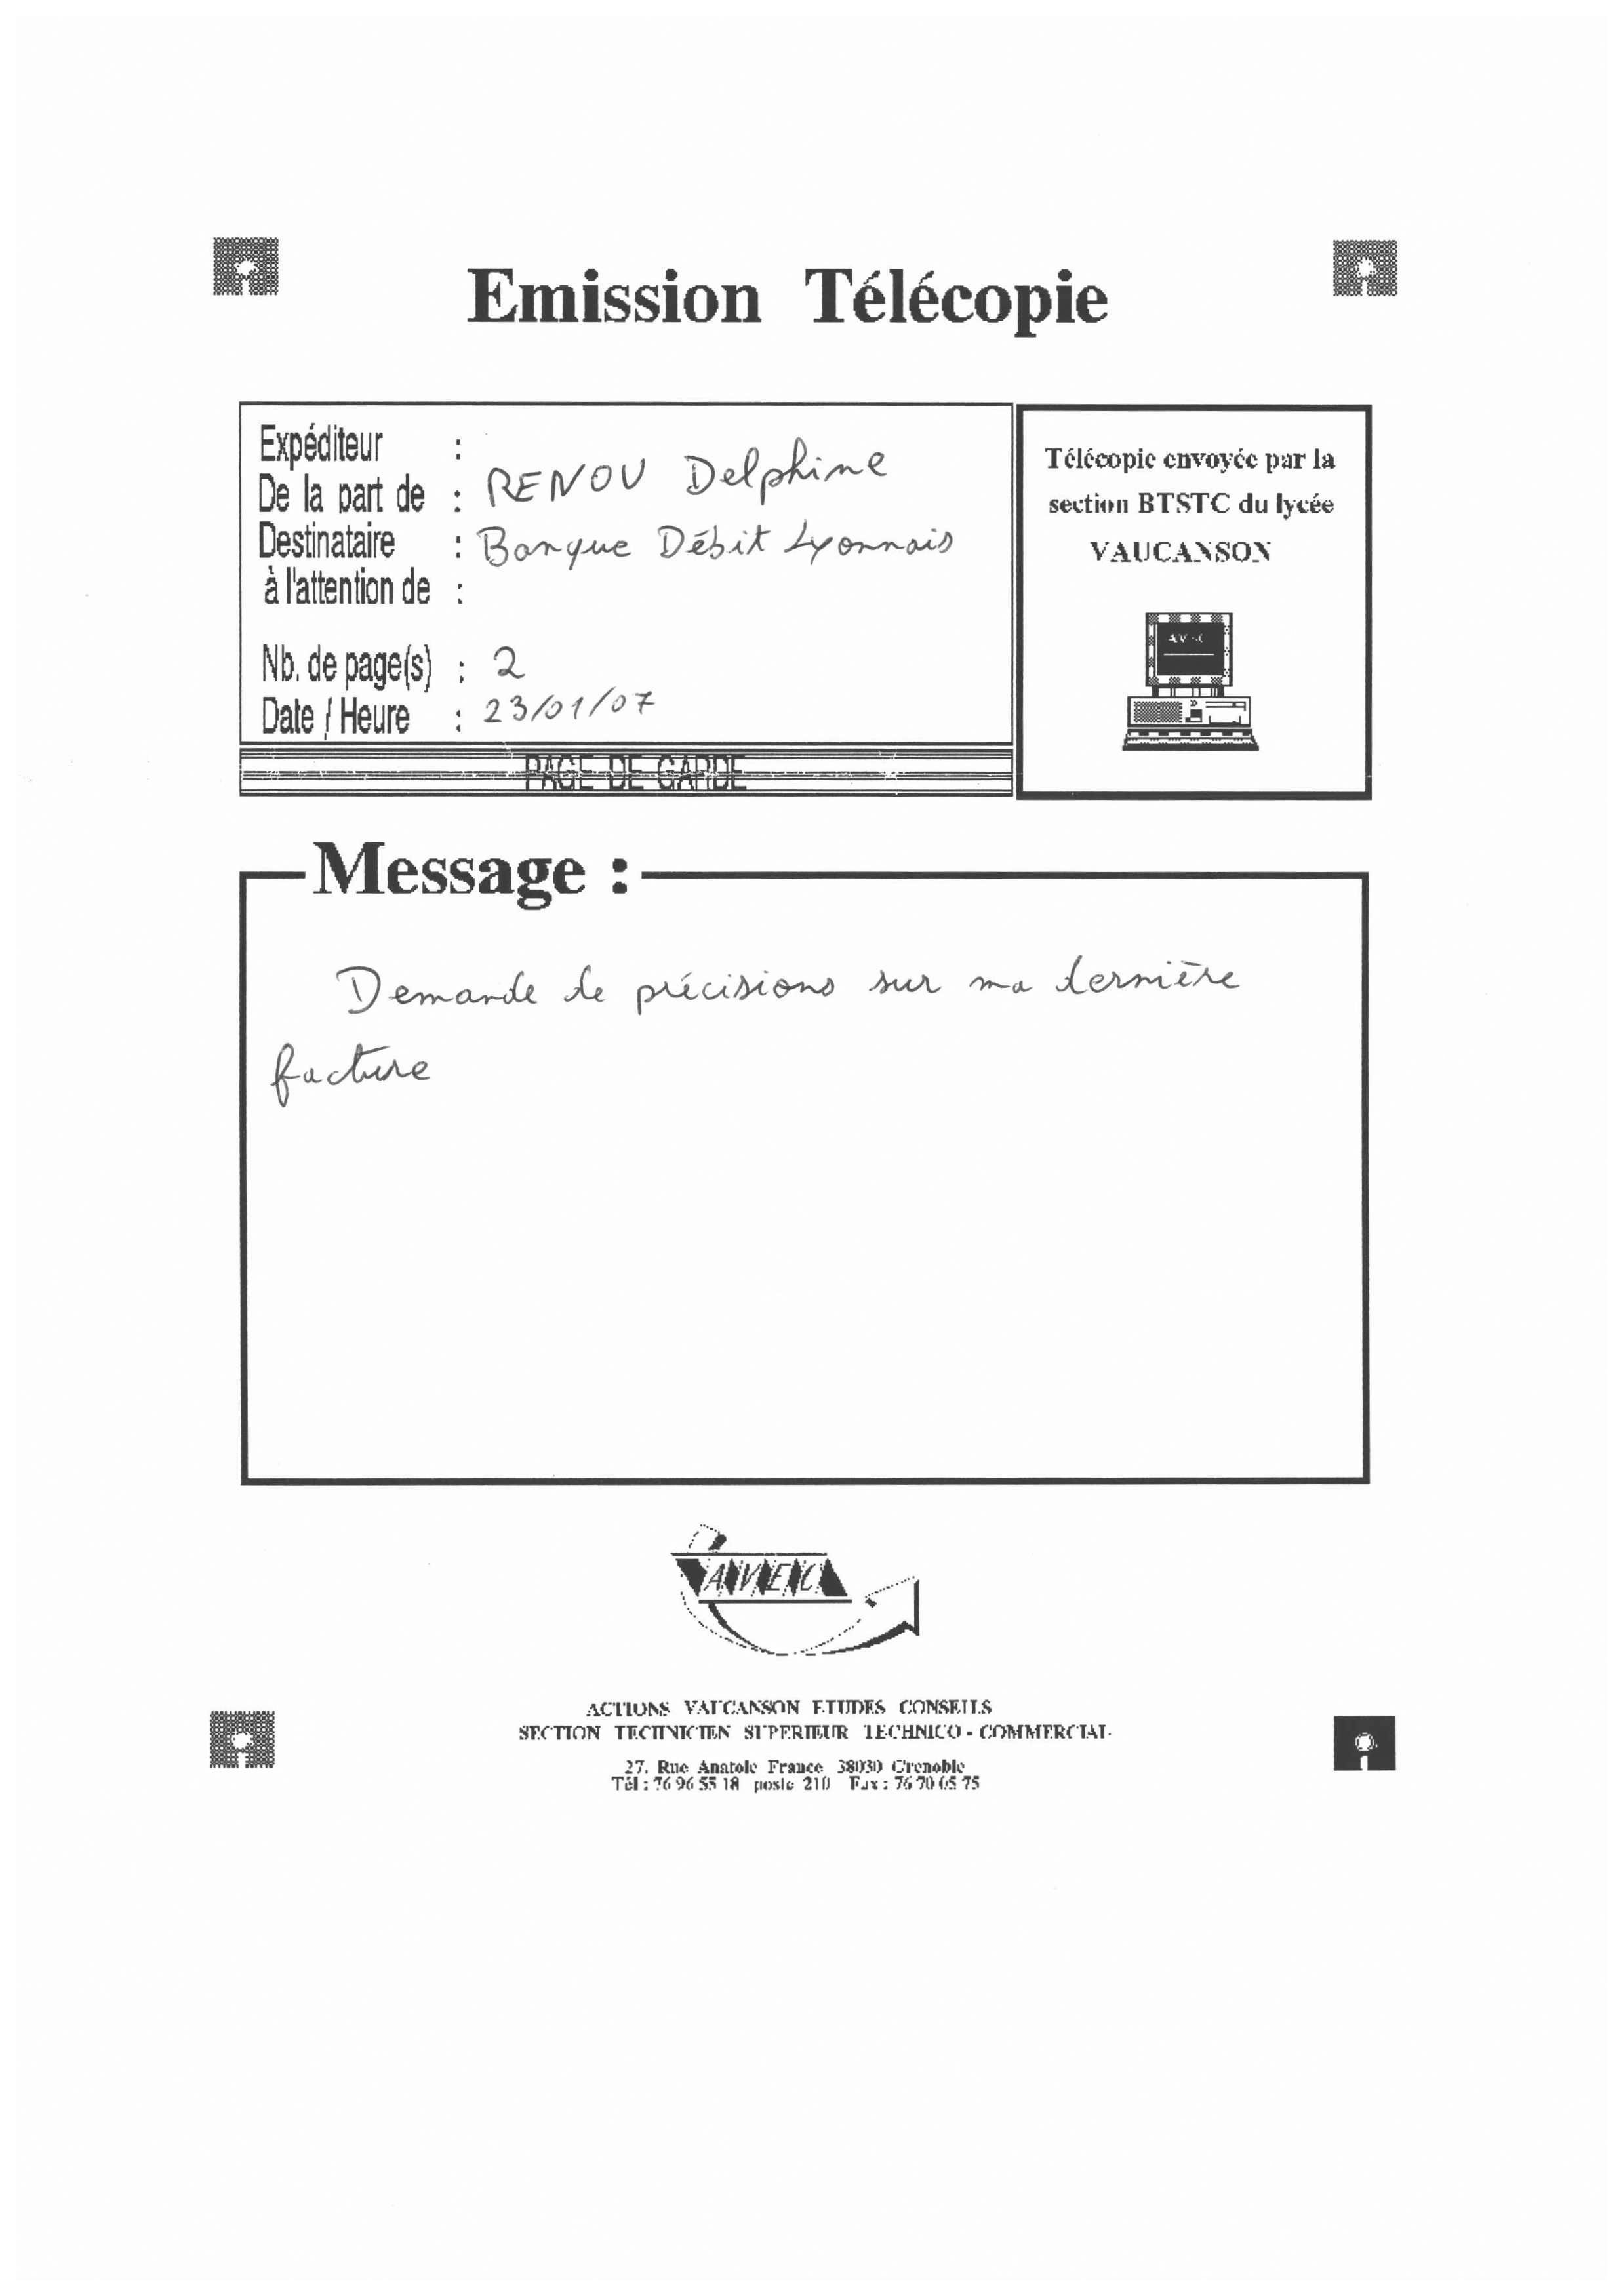 Emission Télécopie
Expéditeur :
De la part de : RENOU Delphine
Destinataire : Banque Débit Lyonnais
à l'attention de :
Nb. de page(s) : 2
Date / Heure : 23/01/07
PAGE DE GARDE
Télécopie envoyée par la
section BTSTC du lycée
VAUCANSON
AVEC
Message :
Demande de précisions sur ma dernière
facture
AVEC
ACTIONS VAUCANSON ETUDES CONSEILS
SECTION TECHNICIEN SUPERIEUR TECHNICO - COMMERCIAL
27, Rue Anatole France 38030 Grenoble
Tél : 76 96 55 18 poste 210 Fax : 76 70 05 75